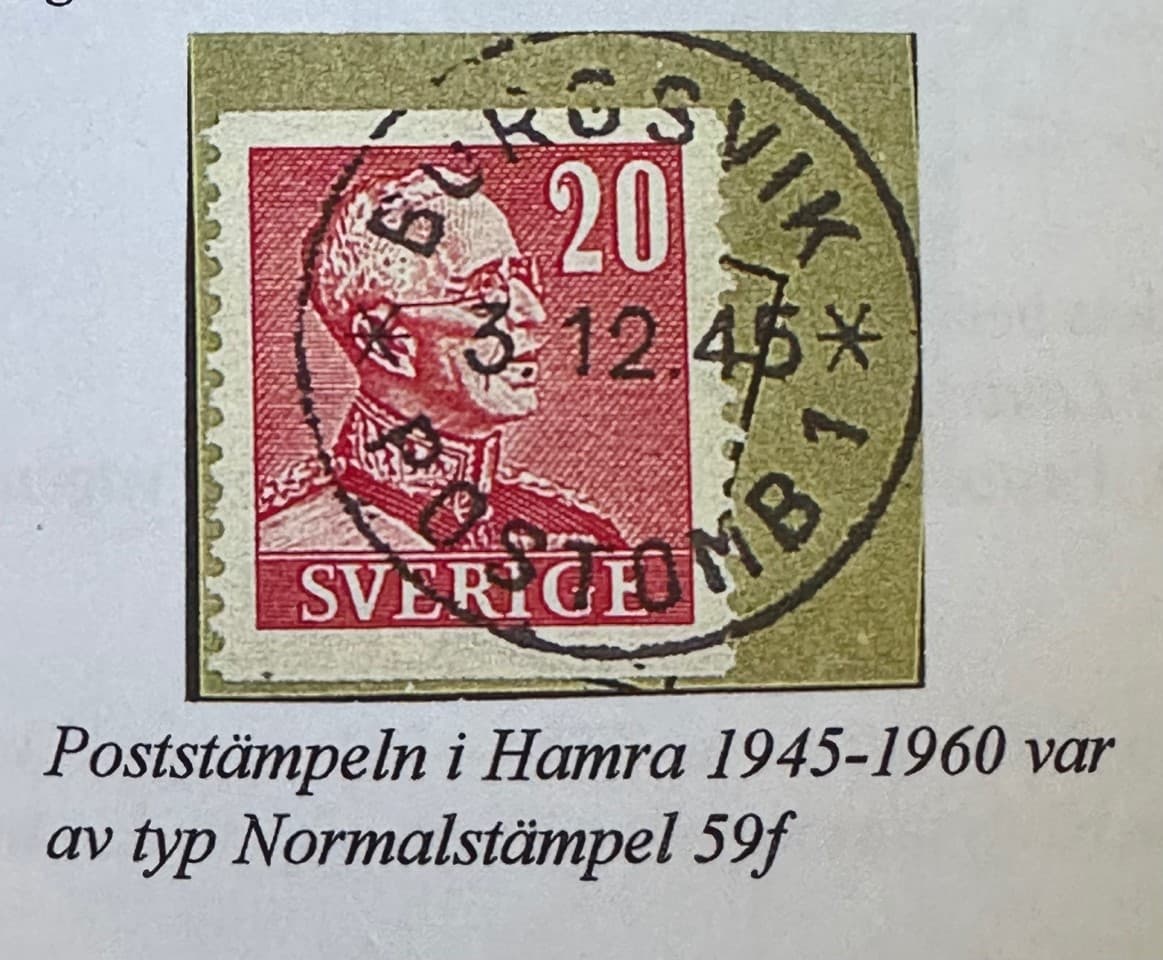 BURGSVIK
20
* 3 12.45 *
POSTOMB 1
SVERIGE
Poststämpeln i Hamra 1945-1960 var
av typ Normalstämpel 59f